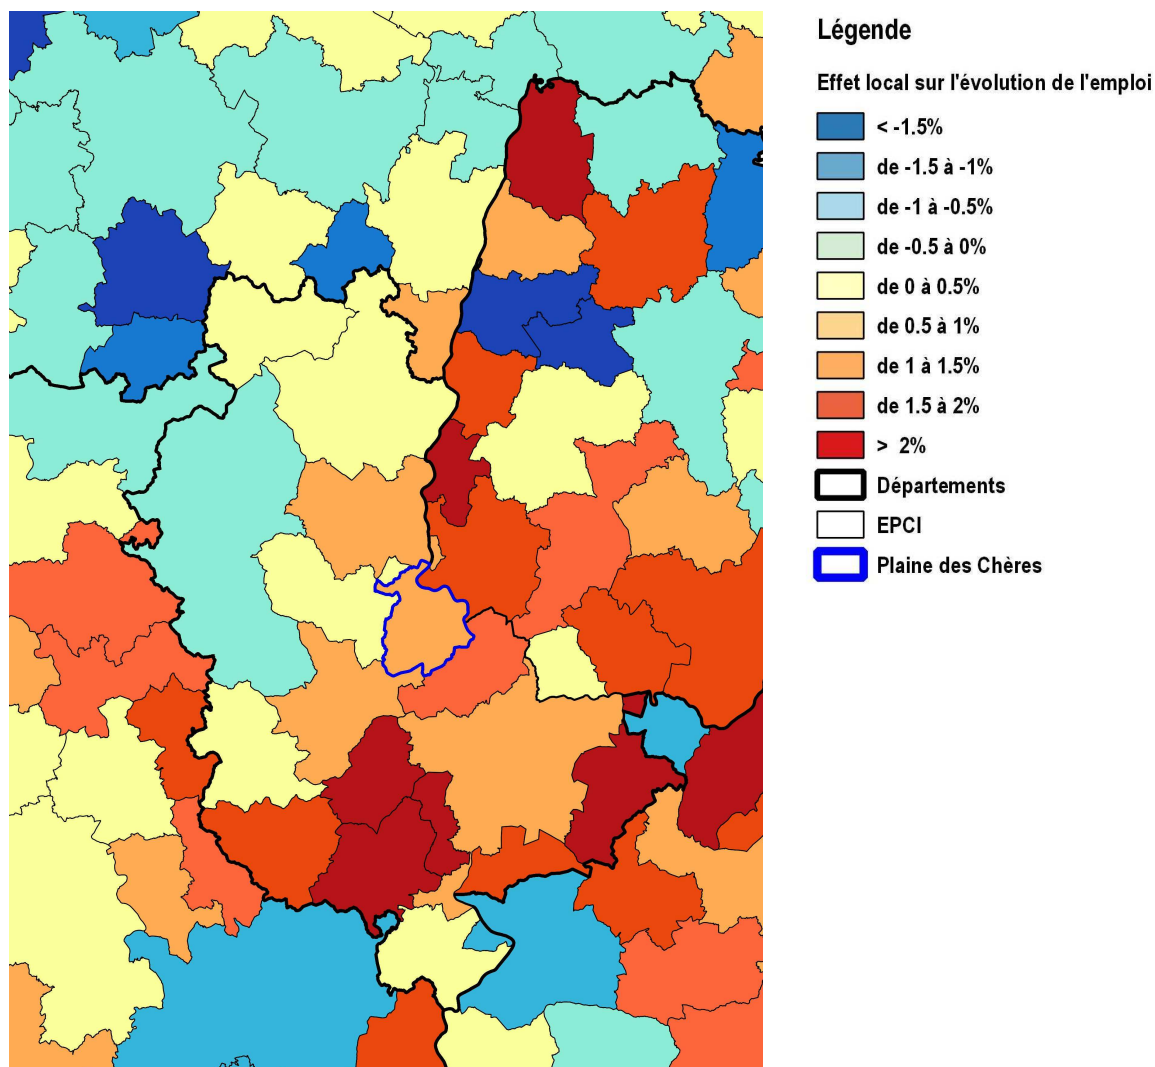 Légende
Effet local sur l'évolution de l'emploi
< -1.5%
de -1.5 à -1%
de -1 à -0.5%
de -0.5 à 0%
de 0 à 0.5%
de 0.5 à 1%
de 1 à 1.5%
de 1.5 à 2%
> 2%
Départements
EPCI
Plaine des Chères